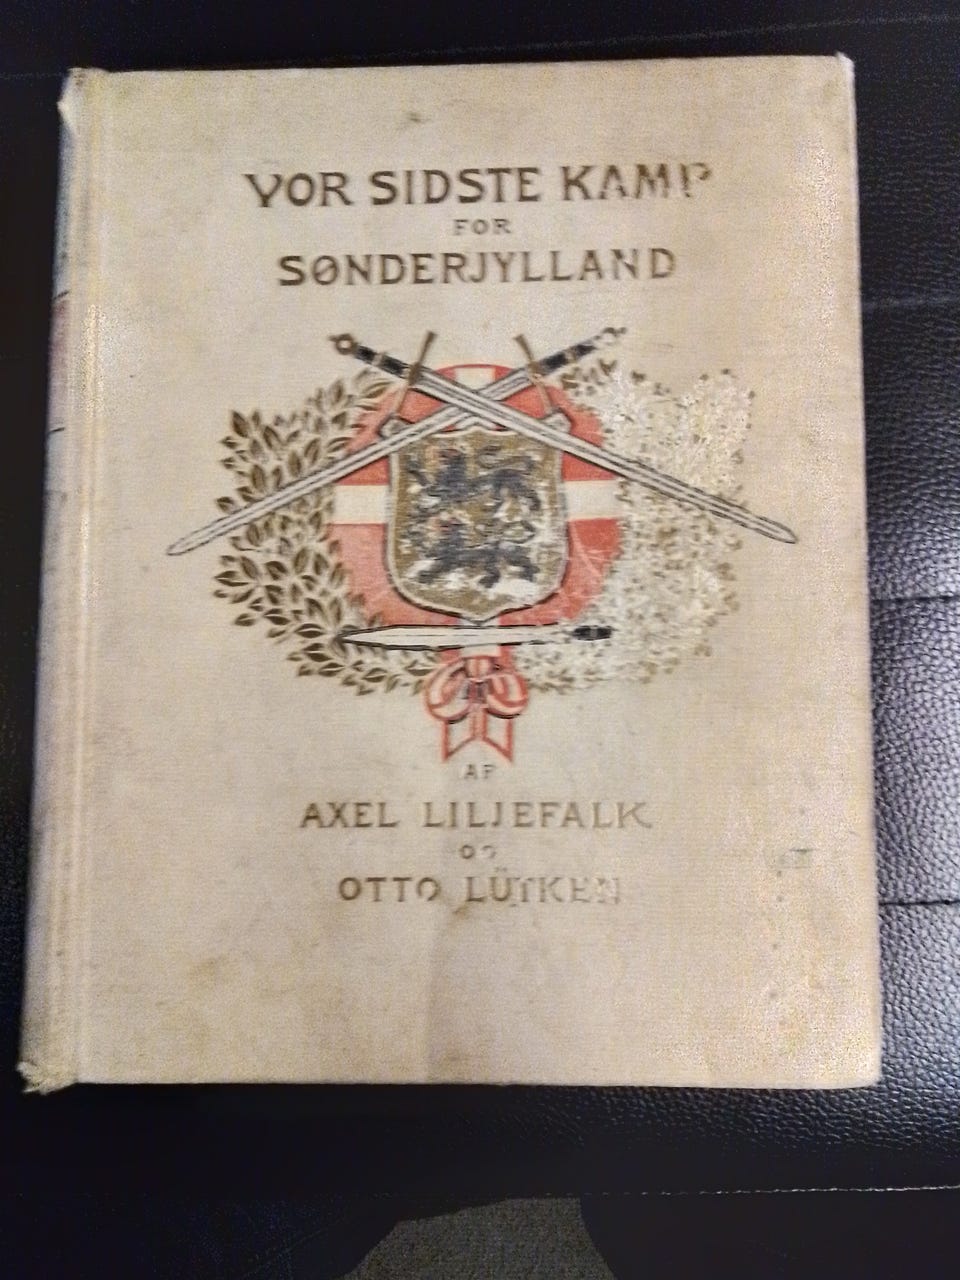 VOR SIDSTE KAMP
FOR
SØNDERJYLLAND
AF
AXEL LILJEFALK
OG
OTTO LÜTKEN